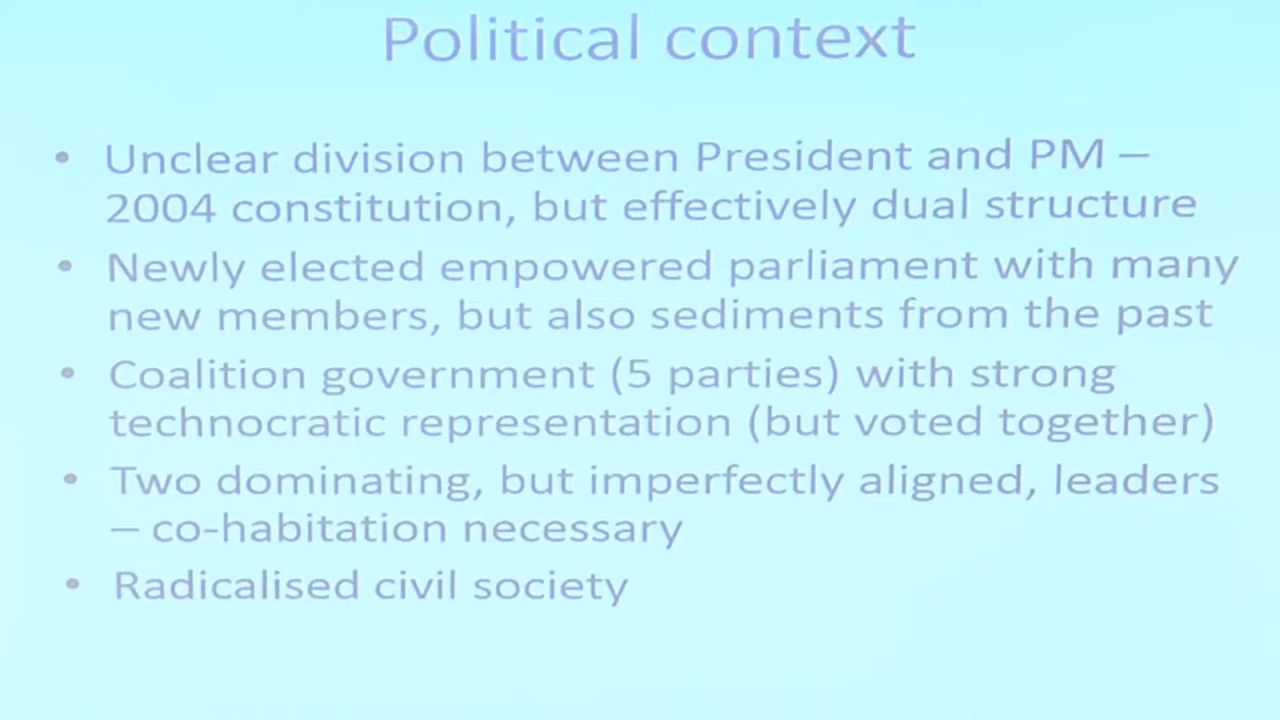 Political context
• Unclear division between President and PM –
2004 constitution, but effectively dual structure
• Newly elected empowered parliament with many
new members, but also sediments from the past
• Coalition government (5 parties) with strong
technocratic representation (but voted together)
• Two dominating, but imperfectly aligned, leaders
– co-habitation necessary
• Radicalised civil society